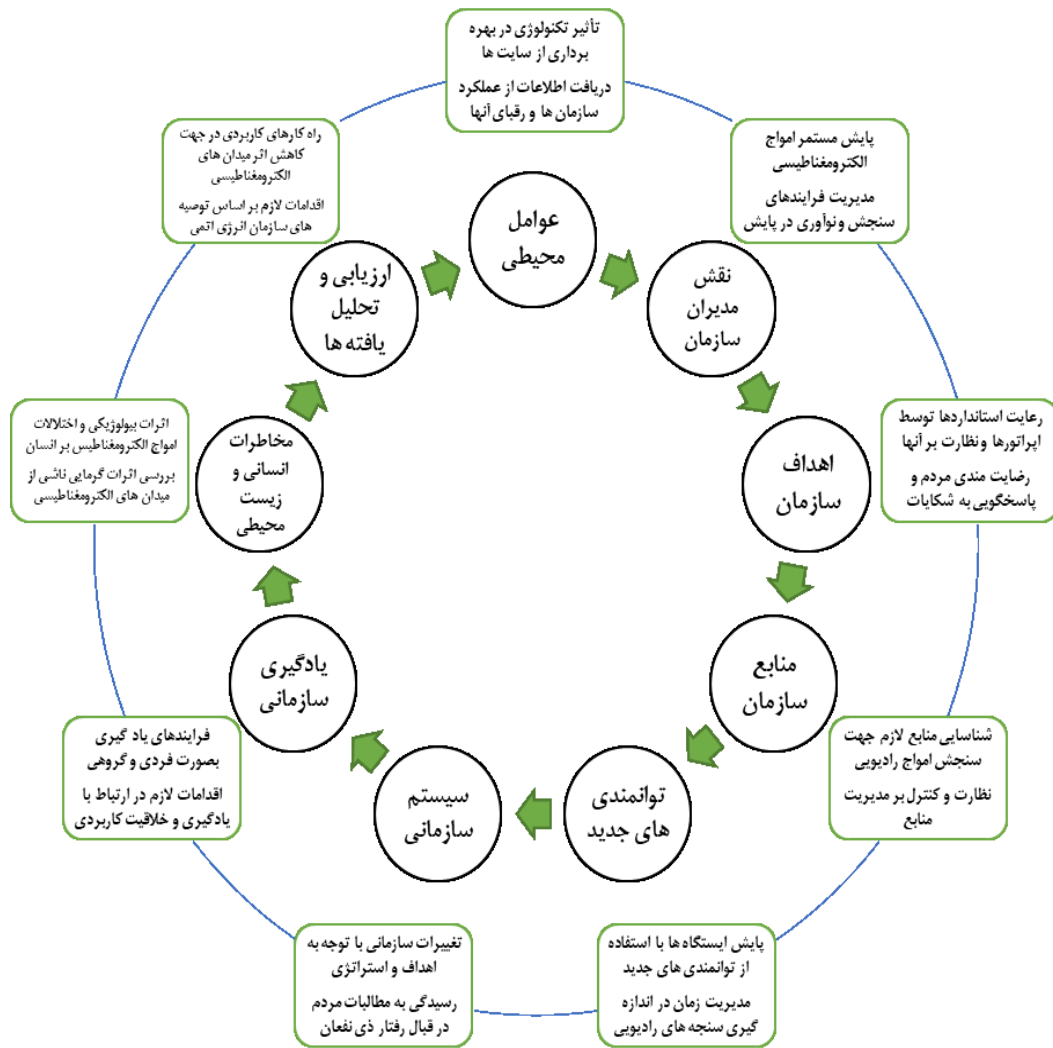 تأثیر تکنولوژی در بهره
برداری از سایت ها
دریافت اطلاعات از عملکرد
سازمان ها و رقبای آنها
پایش مستمر امواج
الکترومغناطیسی
مدیریت فرایندهای
سنجش و نوآوری در پایش
رعایت استانداردها توسط
اپراتورها و نظارت بر آنها
رضایت مندی مردم و
پاسخگویی به شکایات
شناسایی منابع لازم جهت
سنجش امواج رادیویی
نظارت و کنترل بر مدیریت
منابع
پایش ایستگاه ها با استفاده
از توانمندی های جدید
مدیریت زمان در اندازه
گیری سنجه های رادیویی
تغییرات سازمانی با توجه به
اهداف و استراتژی
رسیدگی به مطالبات مردم
در قبال رفتار ذی نفعان
فرایندهای یاد گیری
بصورت فردی و گروهی
اقدامات لازم در ارتباط با
یادگیری و خلاقیت کاربردی
اثرات بیولوژیکی و اختلالات
امواج الکترومغناطیس بر انسان
بررسی اثرات گرمایی ناشی از
میدان های الکترومغناطیسی
راه کارهای کاربردی در جهت
کاهش اثر میدان های
الکترومغناطیسی
اقدامات لازم بر اساس توصیه
های سازمان انرژی اتمی
عوامل
محیطی
نقش
مدیران
سازمان
اهداف
سازمان
منابع
سازمان
توانمندی
های جدید
سیستم
سازمانی
یادگیری
سازمانی
مخاطرات
انسانی و
زیست
محیطی
ارزیابی و
تحلیل
یافته ها